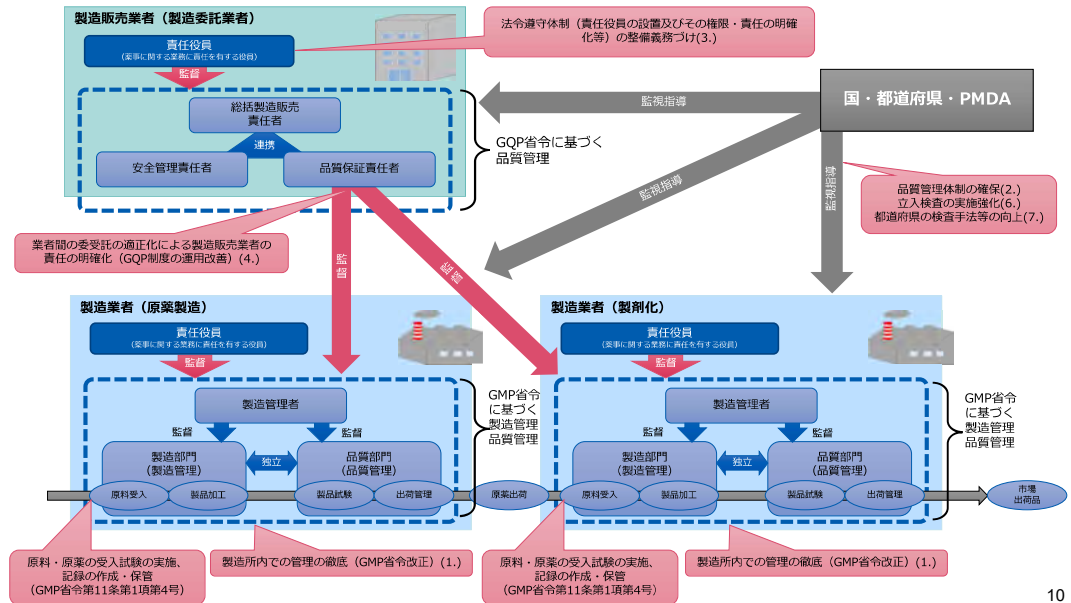 製造販売業者（製造委託業者）
責任役員
(薬事に関する業務に責任を有する役員)
監督
総括製造販売
責任者
連携
安全管理責任者
品質保証責任者
GQP省令に基づく
品質管理
法令遵守体制（責任役員の設置及びその権限・責任の明確
化等）の整備義務づけ(3.)
監視指導
国・都道府県・PMDA
監視指導
監視指導
品質管理体制の確保(2.)
立入検査の実施強化(6.)
都道府県の検査手法等の向上(7.)
業者間の委受託の適正化による製造販売業者の
責任の明確化（GQP制度の運用改善）(4.)
監督
監督
製造業者（原薬製造）
責任役員
(薬事に関する業務に責任を有する役員)
監督
製造管理者
監督
監督
製造部門
(製造管理)
独立
品質部門
(品質管理)
原料受入
製品加工
製品試験
出荷管理
GMP省令
に基づく
製造管理
品質管理
原薬出荷
原料・原薬の受入試験の実施、
記録の作成・保管
(GMP省令第11条第1項第4号)
製造所内での管理の徹底（GMP省令改正）(1.)
製造業者（製剤化）
責任役員
(薬事に関する業務に責任を有する役員)
監督
製造管理者
監督
監督
製造部門
(製造管理)
独立
品質部門
(品質管理)
原料受入
製品加工
製品試験
出荷管理
GMP省令
に基づく
製造管理
品質管理
市場
出荷品
原料・原薬の受入試験の実施、
記録の作成・保管
(GMP省令第11条第1項第4号)
製造所内での管理の徹底（GMP省令改正）(1.)
10